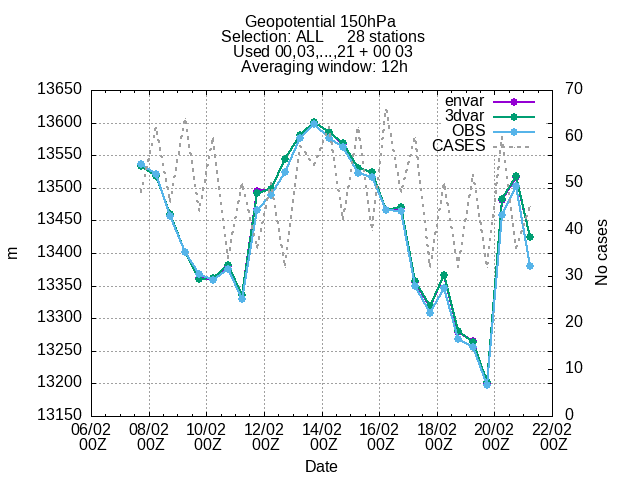 Geopotential 150hPa
Selection: ALL 28 stations
Used 00,03,...,21 + 00 03
Averaging window: 12h
13650
13600
13550
13500
13450
13400
13350
13300
13250
13200
13150
70
60
50
40
30
20
10
0
envar
3dvar
OBS
CASES
m
No cases
06/02 08/02 10/02 12/02 14/02 16/02 18/02 20/02 22/02
00Z 00Z 00Z 00Z 00Z 00Z 00Z 00Z 00Z
Date